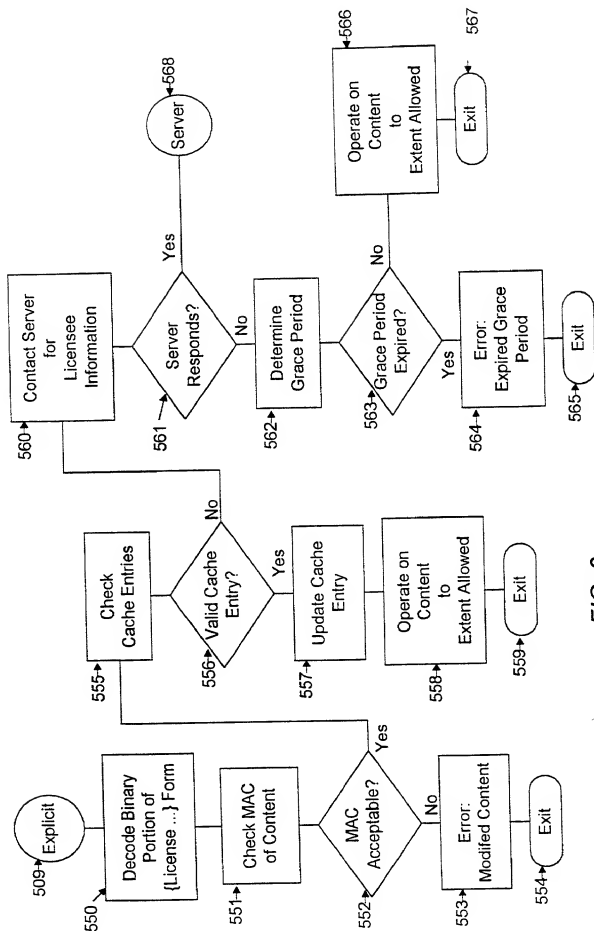 509
Explicit
550
Decode Binary
Portion of
{License ...} Form
551
Check MAC
of Content
552
MAC
Acceptable?
Yes
No
553
Error:
Modifed Content
554
Exit
555
Check
Cache Entries
556
Valid Cache
Entry?
No
Yes
557
Update Cache
Entry
558
Operate on
Content
to
Extent Allowed
559
Exit
560
Contact Server
for
Licensee
Information
561
Server
Responds?
Yes
568
Server
No
562
Determine
Grace Period
563
Grace Period
Expired?
No
566
Operate on
Content
to
Extent Allowed
567
Exit
Yes
564
Error:
Expired Grace
Period
565
Exit